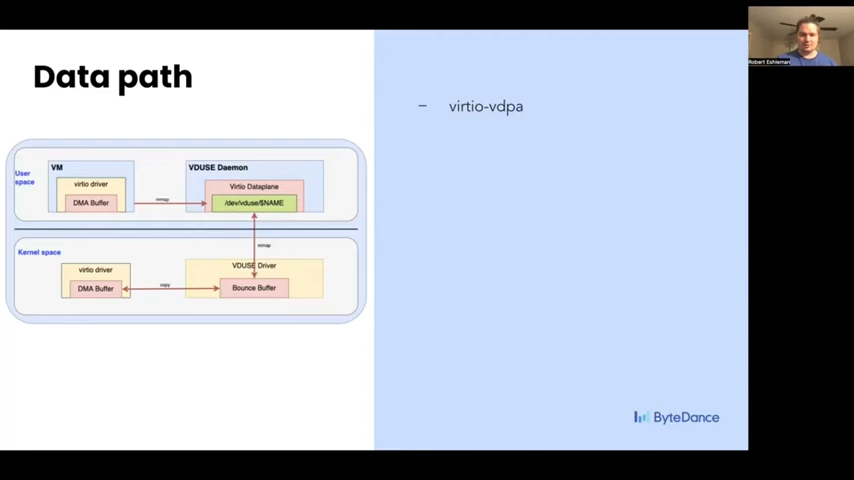 Data path
User
space
VM
virtio driver
DMA Buffer
mmap
VDUSE Daemon
Virtio Dataplane
/dev/vduse/$NAME
mmap
Kernel space
virtio driver
DMA Buffer
copy
VDUSE Driver
Bounce Buffer
– virtio-vdpa
ByteDance
Robert Eshleman